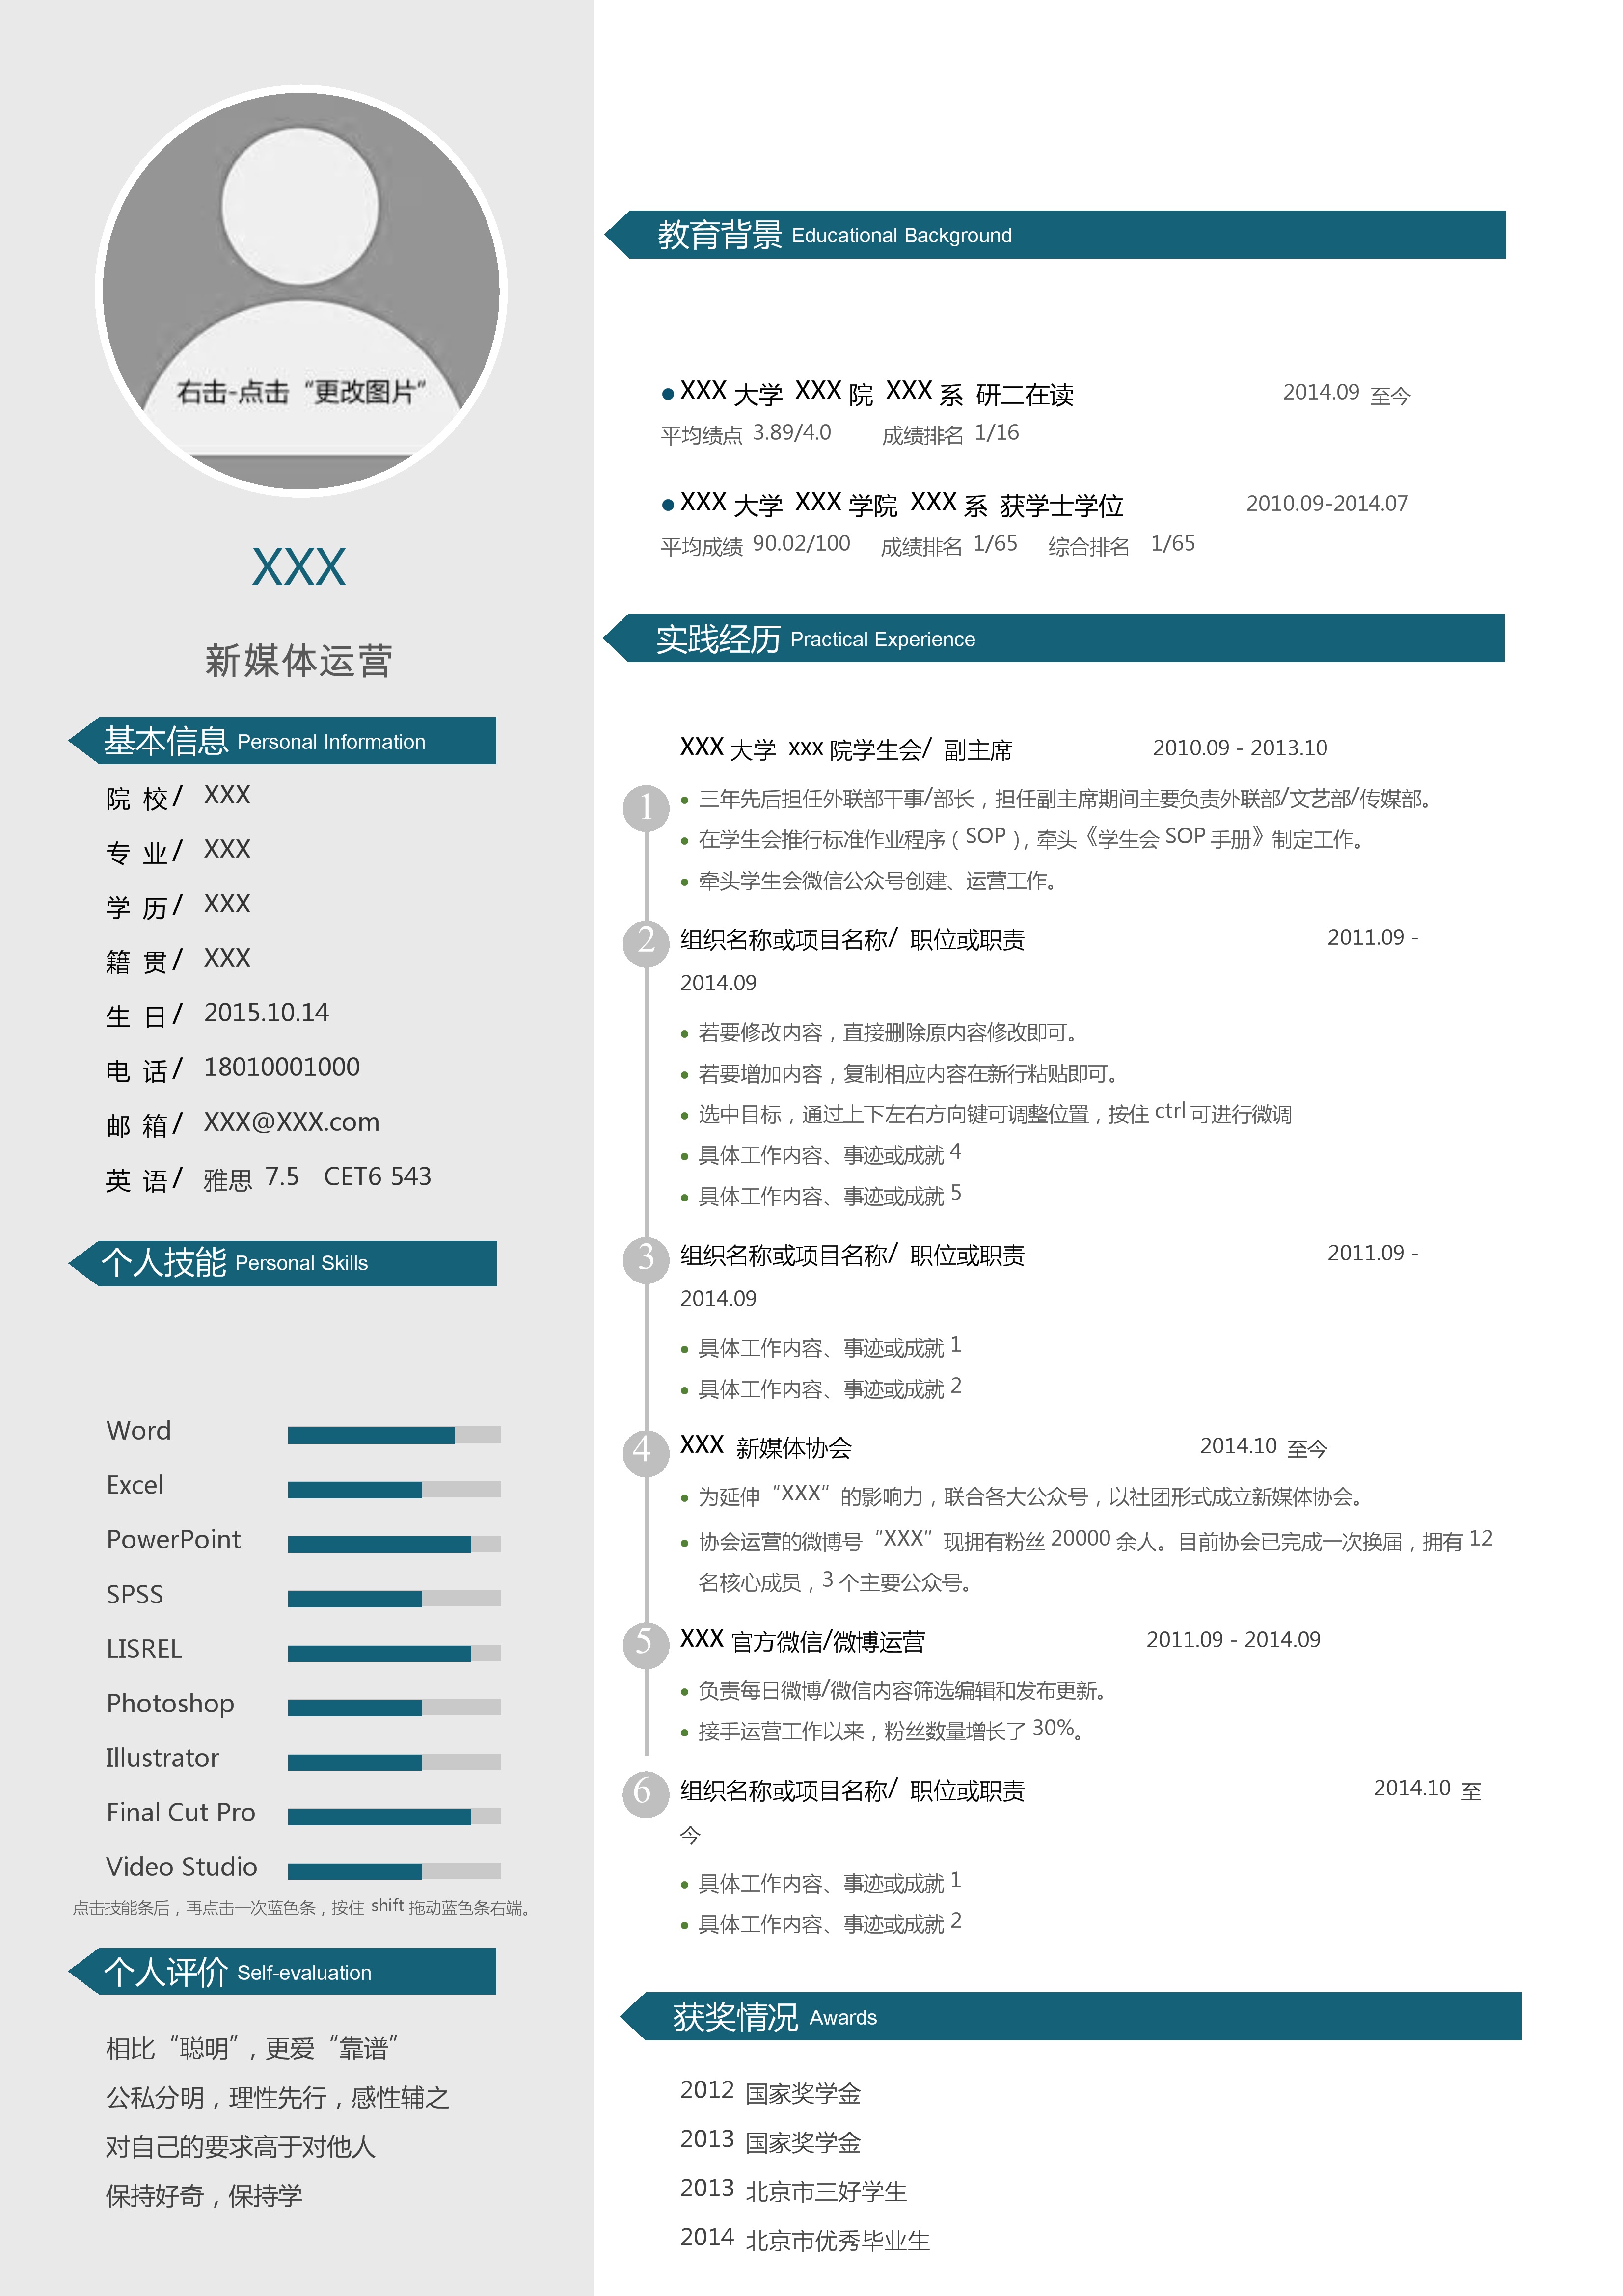 右击-点击“更改图片”
XXX
新媒体运营
基本信息 Personal Information
院 校/ XXX
专 业/ XXX
学 历/ XXX
籍 贯/ XXX
生 日/ 2015.10.14
电 话/ 18010001000
邮 箱/ XXX@XXX.com
英 语/ 雅思 7.5 CET6 543
个人技能 Personal Skills
Word
Excel
PowerPoint
SPSS
LISREL
Photoshop
Illustrator
Final Cut Pro
Video Studio
点击技能条后，再点击一次蓝色条，按住 shift 拖动蓝色条右端。
个人评价 Self-evaluation
相比“聪明”，更爱“靠谱”
公私分明，理性先行，感性辅之
对自己的要求高于对他人
保持好奇，保持学
教育背景 Educational Background
XXX 大学 XXX 院 XXX 系 研二在读 2014.09 至今
平均绩点 3.89/4.0 成绩排名 1/16
XXX 大学 XXX 学院 XXX 系 获学士学位 2010.09-2014.07
平均成绩 90.02/100 成绩排名 1/65 综合排名 1/65
实践经历 Practical Experience
XXX 大学 xxx 院学生会/ 副主席 2010.09 - 2013.10
1
• 三年先后担任外联部干事/部长，担任副主席期间主要负责外联部/文艺部/传媒部。
• 在学生会推行标准作业程序（SOP），牵头《学生会 SOP 手册》制定工作。
• 牵头学生会微信公众号创建、运营工作。
2 组织名称或项目名称/ 职位或职责 2011.09 -
2014.09
• 若要修改内容，直接删除原内容修改即可。
• 若要增加内容，复制相应内容在新行粘贴即可。
• 选中目标，通过上下左右方向键可调整位置，按住 ctrl 可进行微调
• 具体工作内容、事迹或成就 4
• 具体工作内容、事迹或成就 5
3 组织名称或项目名称/ 职位或职责 2011.09 -
2014.09
• 具体工作内容、事迹或成就 1
• 具体工作内容、事迹或成就 2
4 XXX 新媒体协会 2014.10 至今
• 为延伸“XXX”的影响力，联合各大公众号，以社团形式成立新媒体协会。
• 协会运营的微博号“XXX”现拥有粉丝 20000 余人。目前协会已完成一次换届，拥有 12
名核心成员，3 个主要公众号。
5 XXX 官方微信/微博运营 2011.09 - 2014.09
• 负责每日微博/微信内容筛选编辑和发布更新。
• 接手运营工作以来，粉丝数量增长了 30%。
6 组织名称或项目名称/ 职位或职责 2014.10 至
今
• 具体工作内容、事迹或成就 1
• 具体工作内容、事迹或成就 2
获奖情况 Awards
2012 国家奖学金
2013 国家奖学金
2013 北京市三好学生
2014 北京市优秀毕业生